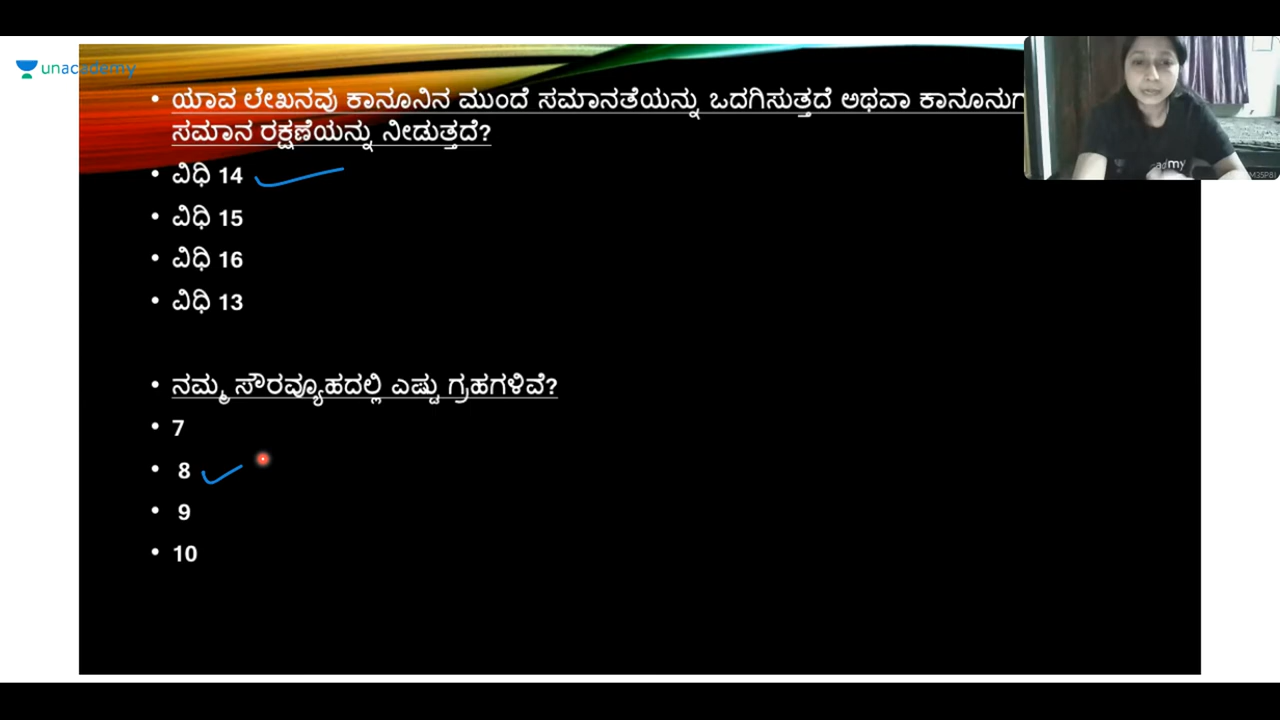 unacademy
• ಯಾವ ಲೇಖನವು ಕಾನೂನಿನ ಮುಂದೆ ಸಮಾನತೆಯನ್ನು ಒದಗಿಸುತ್ತದೆ ಅಥವಾ
ಸಮಾನ ರಕ್ಷಣೆಯನ್ನು ನೀಡುತ್ತದೆ?
• ವಿಧಿ 14
• ವಿಧಿ 15
• ವಿಧಿ 16
• ವಿಧಿ 13
• ನಮ್ಮ ಸೌರವ್ಯೂಹದಲ್ಲಿ ಎಷ್ಟು ಗ್ರಹಗಳಿವೆ?
• 7
• 8
• 9
• 10